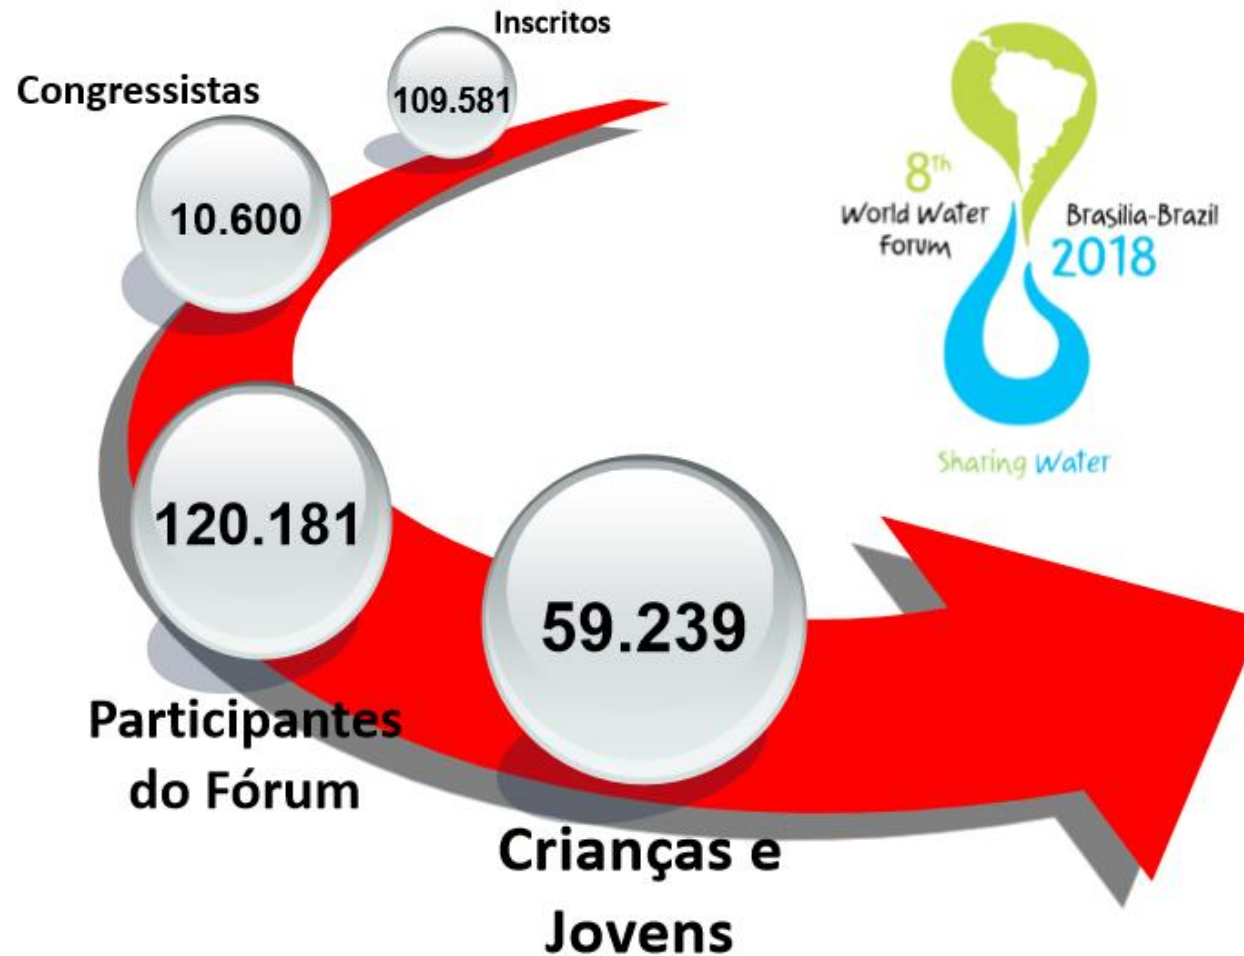 Inscritos
109.581
Congressistas
10.600
120.181
Participantes
do Fórum
59.239
Crianças e
Jovens
8th
World Water
Forum
Brasilia-Brazil
2018
Sharing Water